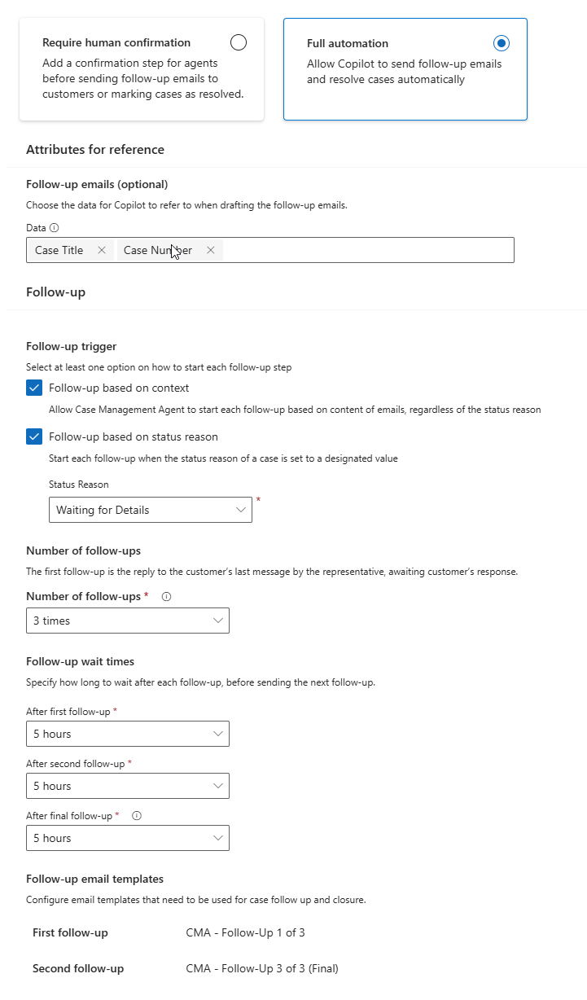 Require human confirmation
Add a confirmation step for agents
before sending follow-up emails to
customers or marking cases as resolved.
Full automation
Allow Copilot to send follow-up emails
and resolve cases automatically
Attributes for reference
Follow-up emails (optional)
Choose the data for Copilot to refer to when drafting the follow-up emails.
Data
Case Title
Case Number
Follow-up
Follow-up trigger
Select at least one option on how to start each follow-up step
Follow-up based on context
Allow Case Management Agent to start each follow-up based on content of emails, regardless of the status reason
Follow-up based on status reason
Start each follow-up when the status reason of a case is set to a designated value
Status Reason
Waiting for Details *
Number of follow-ups
The first follow-up is the reply to the customer's last message by the representative, awaiting customer's response.
Number of follow-ups *
3 times
Follow-up wait times
Specify how long to wait after each follow-up, before sending the next follow-up.
After first follow-up *
5 hours
After second follow-up *
5 hours
After final follow-up *
5 hours
Follow-up email templates
Configure email templates that need to be used for case follow up and closure.
First follow-up CMA - Follow-Up 1 of 3
Second follow-up CMA - Follow-Up 3 of 3 (Final)